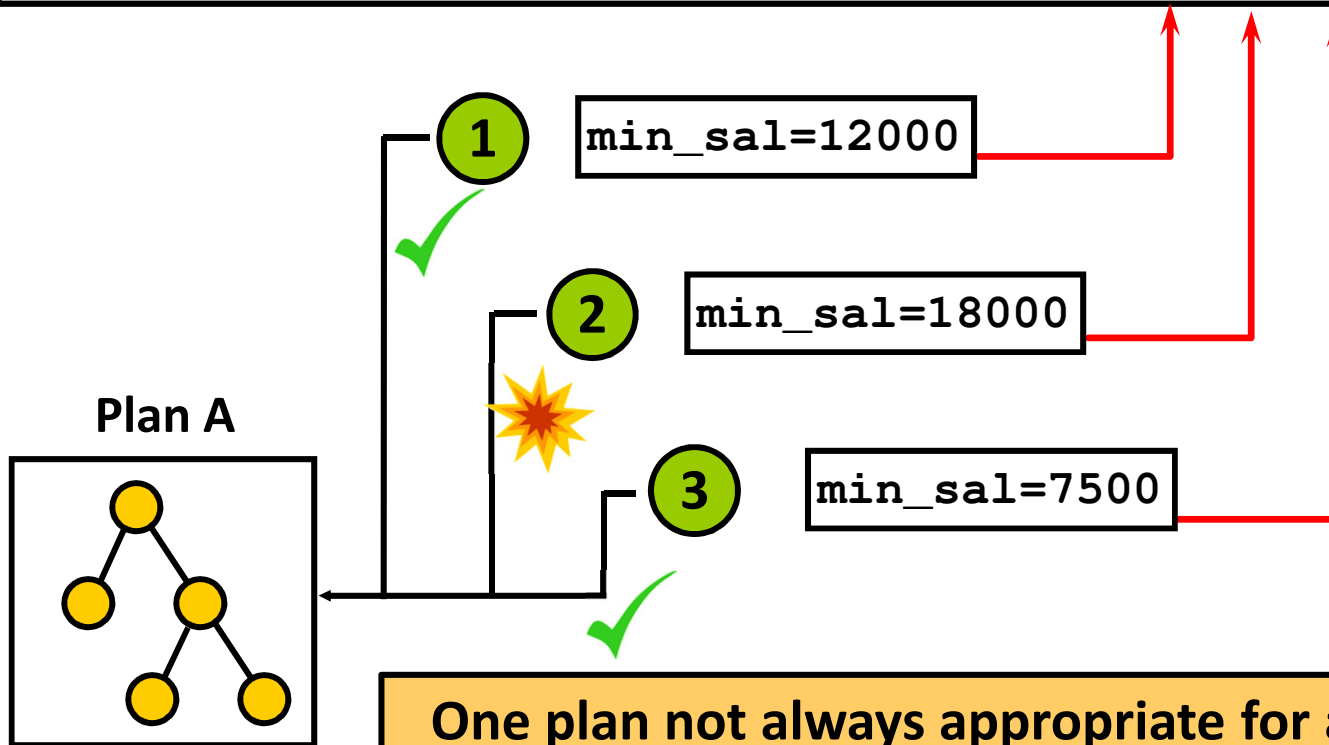 1
min_sal=12000
2
min_sal=18000
Plan A
3
min_sal=7500
One plan not always appropriate for